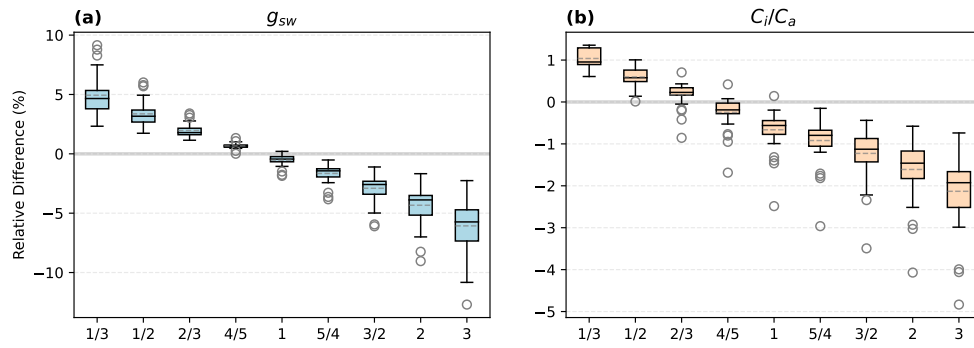 (a)
g_sw
Relative Difference (%)
10
5
0
−5
−10
1/3 1/2 2/3 4/5 1 5/4 3/2 2 3
(b)
C_i/C_a
1
0
−1
−2
−3
−4
−5
1/3 1/2 2/3 4/5 1 5/4 3/2 2 3